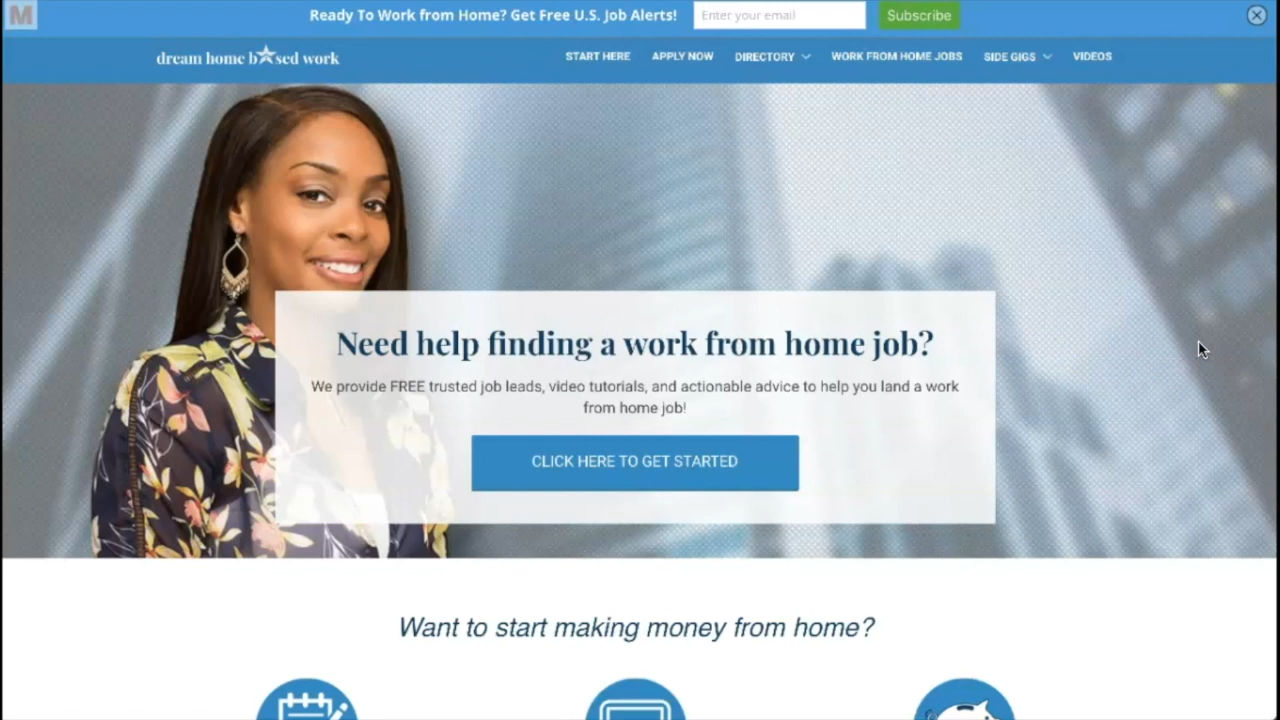 M
Ready To Work from Home? Get Free U.S. Job Alerts!
Enter your email
Subscribe
dream home b★sed work
START HERE
APPLY NOW
DIRECTORY
WORK FROM HOME JOBS
SIDE GIGS
VIDEOS
Need help finding a work from home job?
We provide FREE trusted job leads, video tutorials, and actionable advice to help you land a work
from home job!
CLICK HERE TO GET STARTED
Want to start making money from home?